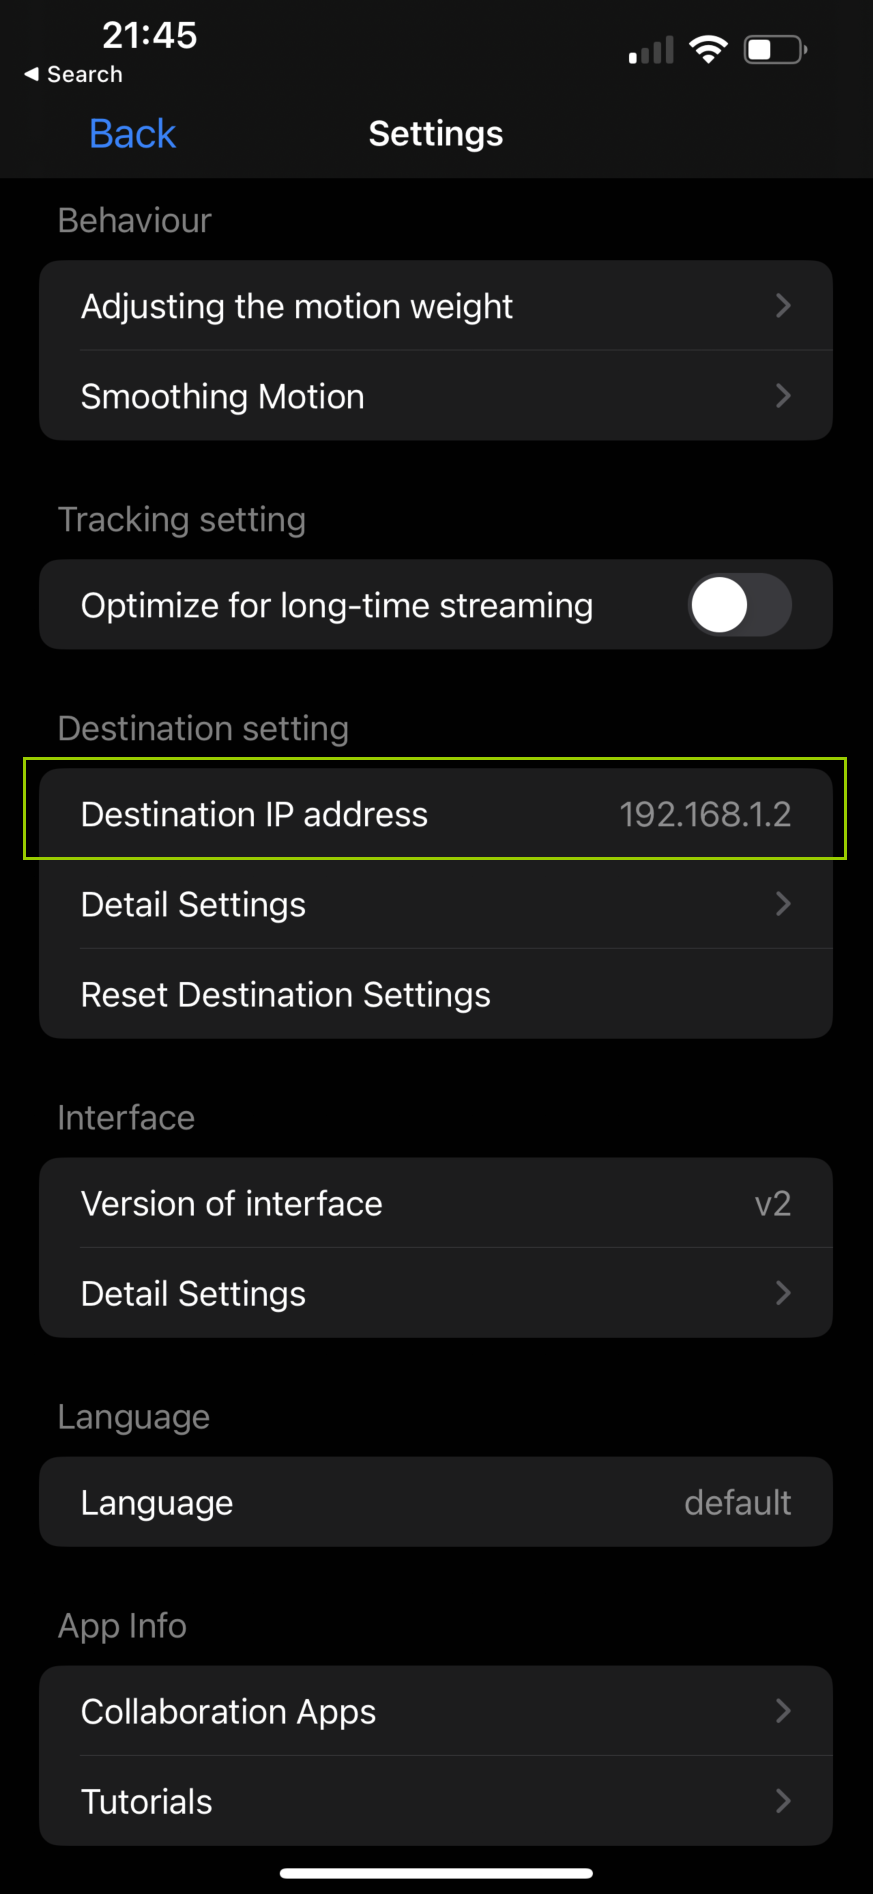 21:45
Search
Back
Settings
Behaviour
Adjusting the motion weight
Smoothing Motion
Tracking setting
Optimize for long-time streaming
Destination setting
Destination IP address 192.168.1.2
Detail Settings
Reset Destination Settings
Interface
Version of interface v2
Detail Settings
Language
Language default
App Info
Collaboration Apps
Tutorials